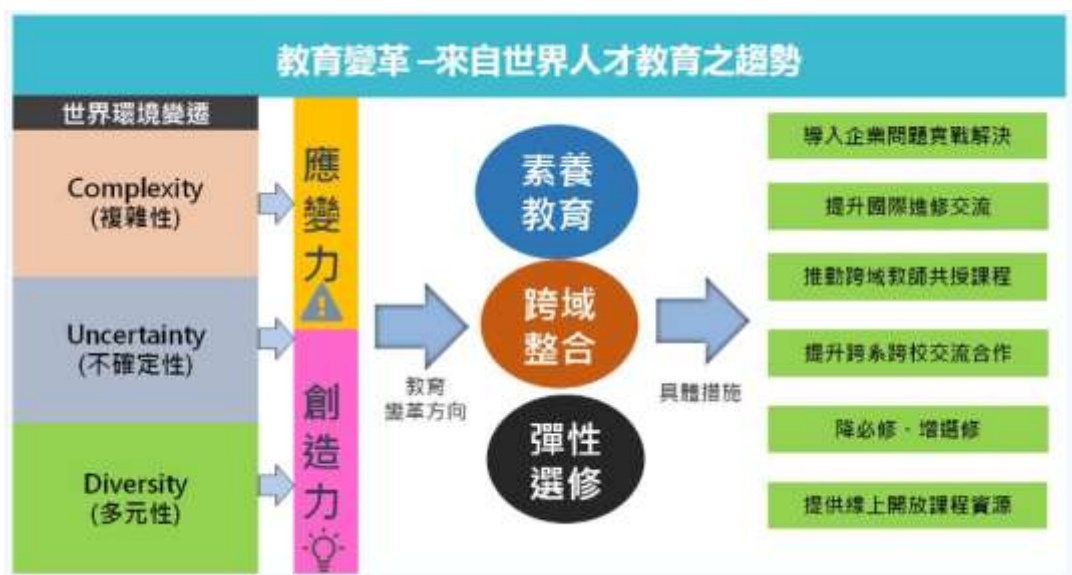 教育變革 –來自世界人才教育之趨勢
世界環境變遷
Complexity
(複雜性)
Uncertainty
(不確定性)
Diversity
(多元性)
應變力
創造力
教育
變革方向
素養
教育
跨域
整合
彈性
選修
具體措施
導入企業問題實戰解決
提升國際進修交流
推動跨域教師共授課程
提升跨系跨校交流合作
降必修、增選修
提供線上開放課程資源